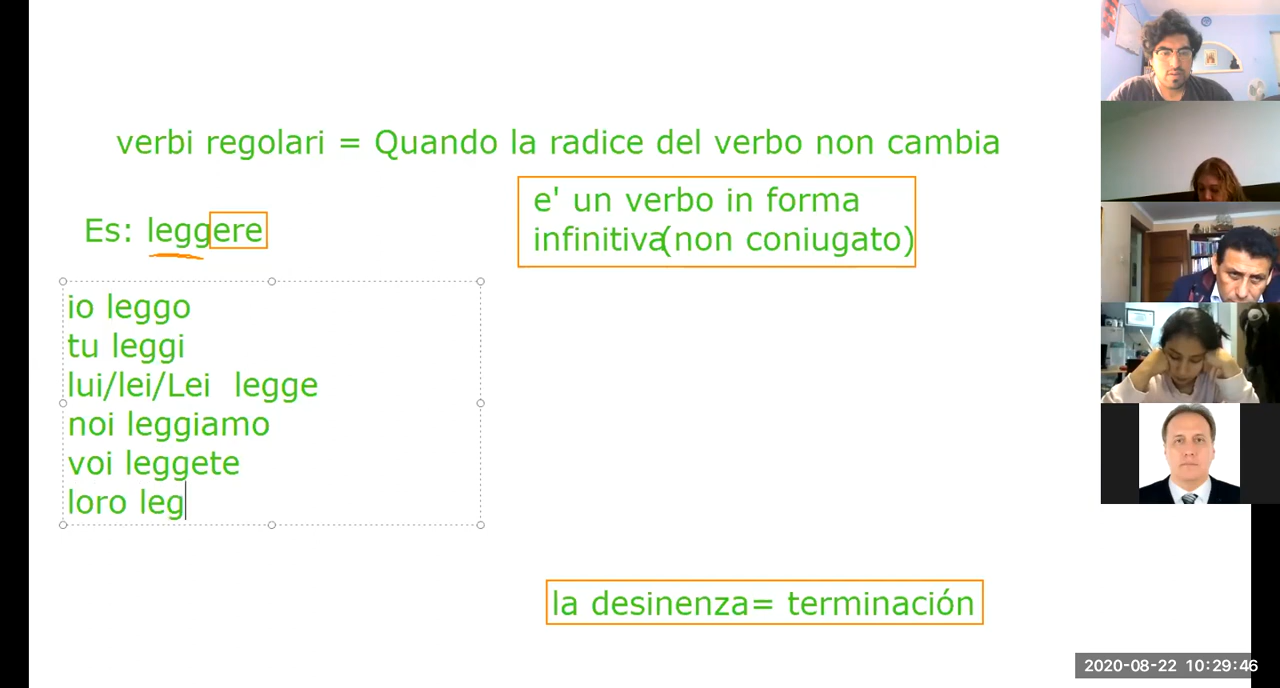 verbi regolari = Quando la radice del verbo non cambia
e' un verbo in forma
infinitiva(non coniugato)
Es: leggere
io leggo
tu leggi
lui/lei/Lei  legge
noi leggiamo
voi leggete
loro leg
la desinenza= terminación
2020-08-22 10:29:46